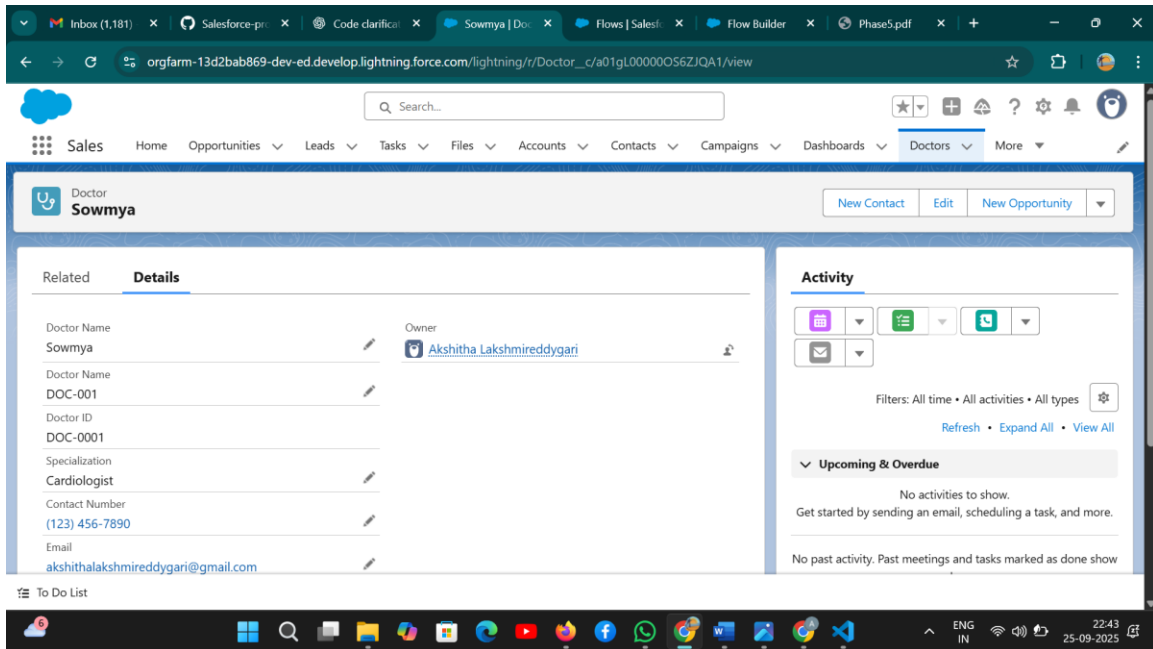 Inbox (1,181)
Salesforce-pro
Code clarificat
Sowmya | Doc
Flows | Salesfo
Flow Builder
Phase5.pdf
orgfarm-13d2bab869-dev-ed.develop.lightning.force.com/lightning/r/Doctor__c/a01gL00000OS6ZJQA1/view
Search...
Sales Home Opportunities Leads Tasks Files Accounts Contacts Campaigns Dashboards Doctors More
Doctor
Sowmya
New Contact Edit New Opportunity
Related Details
Doctor Name
Sowmya
Doctor Name
DOC-001
Doctor ID
DOC-0001
Specialization
Cardiologist
Contact Number
(123) 456-7890
Email
akshithalakshmireddygari@gmail.com
Owner
Akshitha Lakshmireddygari
Activity
Filters: All time • All activities • All types
Refresh • Expand All • View All
Upcoming & Overdue
No activities to show.
Get started by sending an email, scheduling a task, and more.
No past activity. Past meetings and tasks marked as done show
To Do List
6
ENG
IN
22:43
25-09-2025